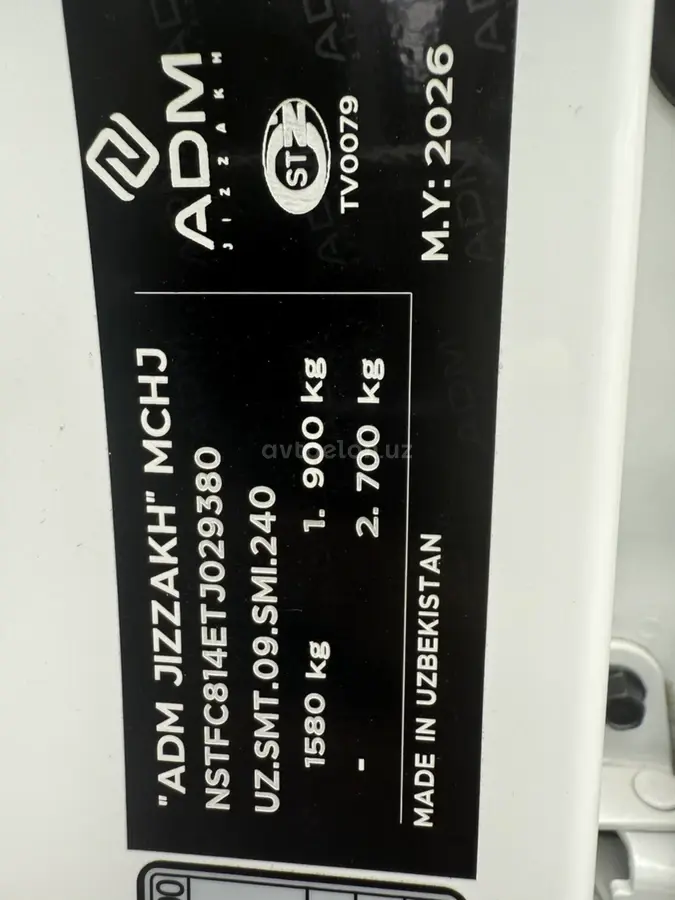 "ADM JIZZAKH" MCHJ
NSTFC814ETJ029380
UZ.SMT.09.SMI.240
1580 kg 1. 900 kg
- 2. 700 kg
MADE IN UZBEKISTAN
ADM
JIZZAKH
STZ
TV0079
M.Y: 2026
avtoelon.uz